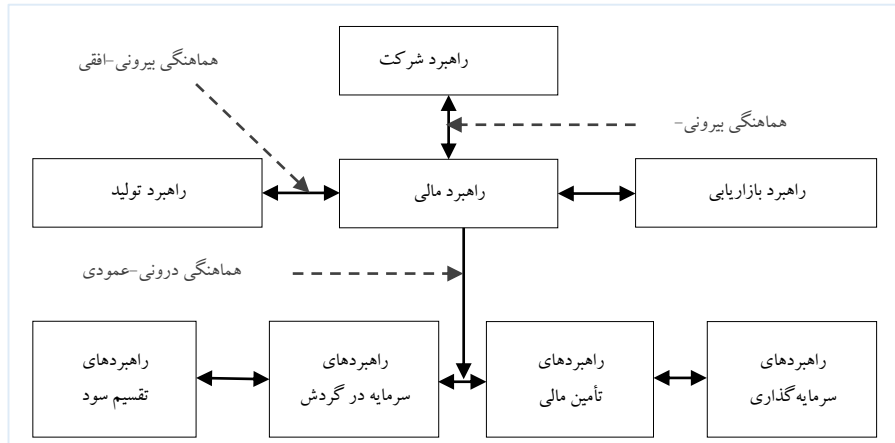 راهبرد شرکت
هماهنگی بیرونی-افقی
هماهنگی بیرونی-
راهبرد بازاریابی
راهبرد مالی
راهبرد تولید
هماهنگی درونی-عمودی
راهبردهای
سرمایه‌گذاری
راهبردهای
تأمین مالی
راهبردهای
سرمایه در گردش
راهبردهای
تقسیم سود